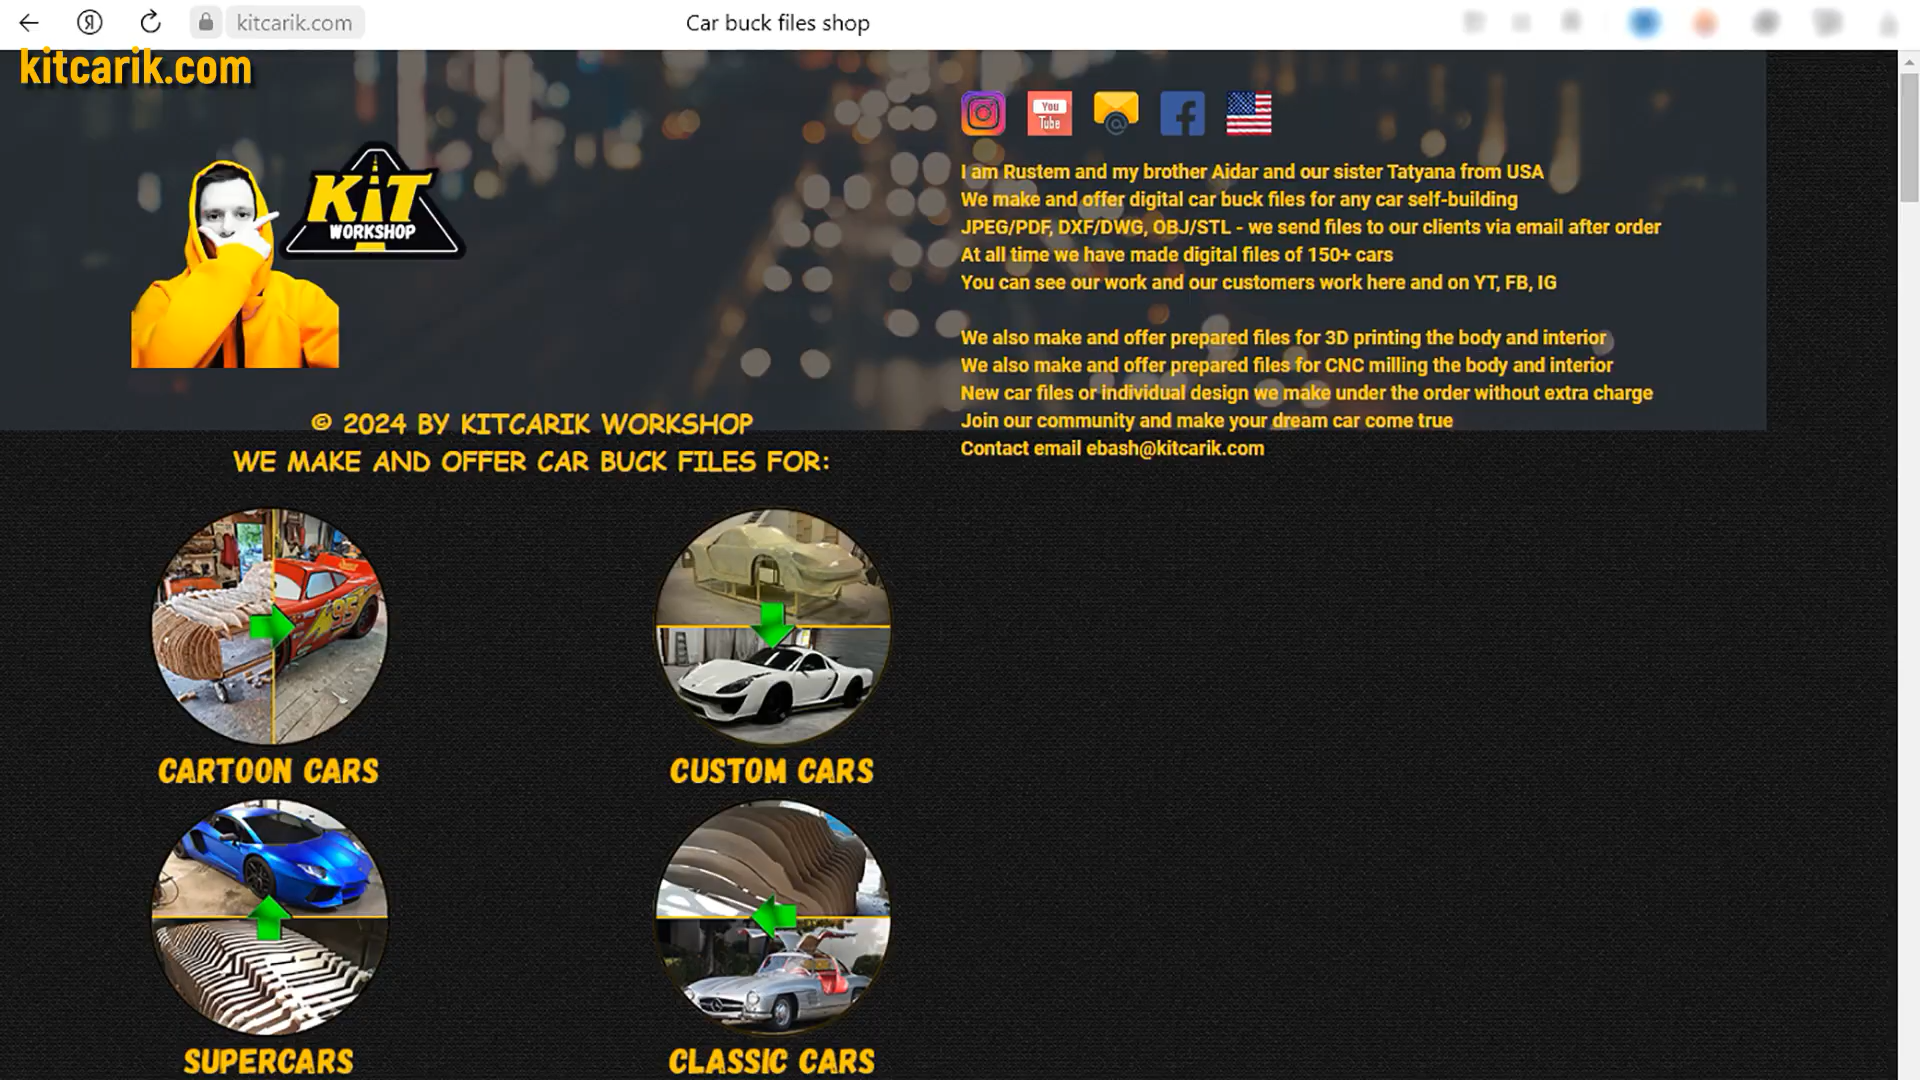 kitcarik.com
Car buck files shop
kitcarik.com
KiT
WORKSHOP
You
Tube
I am Rustem and my brother Aidar and our sister Tatyana from USA
We make and offer digital car buck files for any car self-building
JPEG/PDF, DXF/DWG, OBJ/STL - we send files to our clients via email after order
At all time we have made digital files of 150+ cars
You can see our work and our customers work here and on YT, FB, IG
We also make and offer prepared files for 3D printing the body and interior
We also make and offer prepared files for CNC milling the body and interior
New car files or individual design we make under the order without extra charge
Join our community and make your dream car come true
Contact email ebash@kitcarik.com
© 2024 BY KITCARIK WORKSHOP
WE MAKE AND OFFER CAR BUCK FILES FOR:
95
CARTOON CARS
CUSTOM CARS
SUPERCARS
CLASSIC CARS